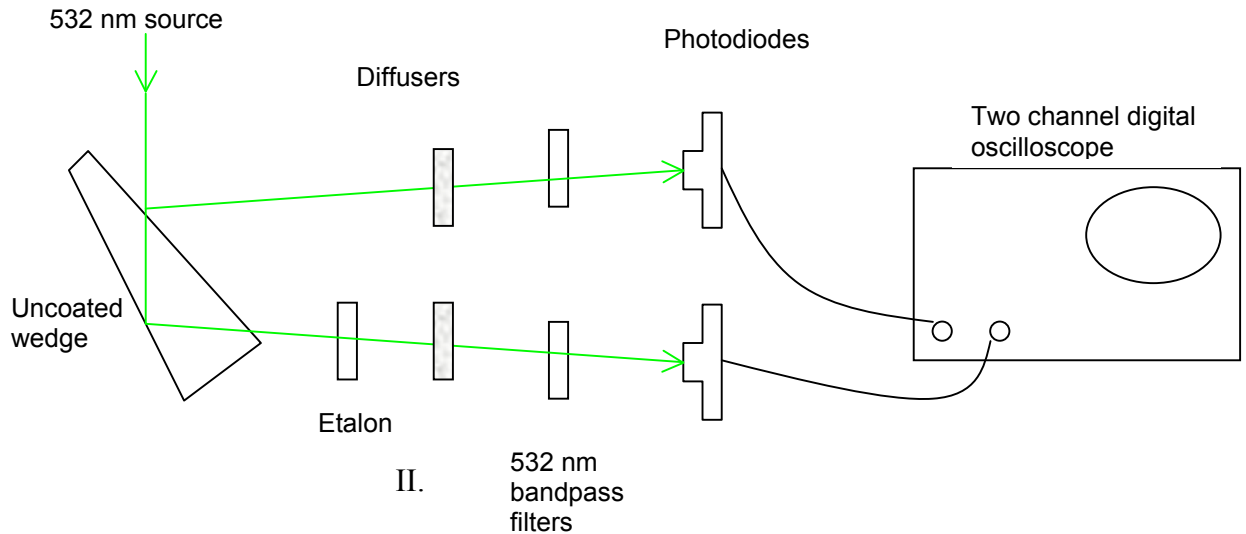 532 nm source
Photodiodes
Diffusers
Two channel digital
oscilloscope
Uncoated
wedge
Etalon
II.
532 nm
bandpass
filters